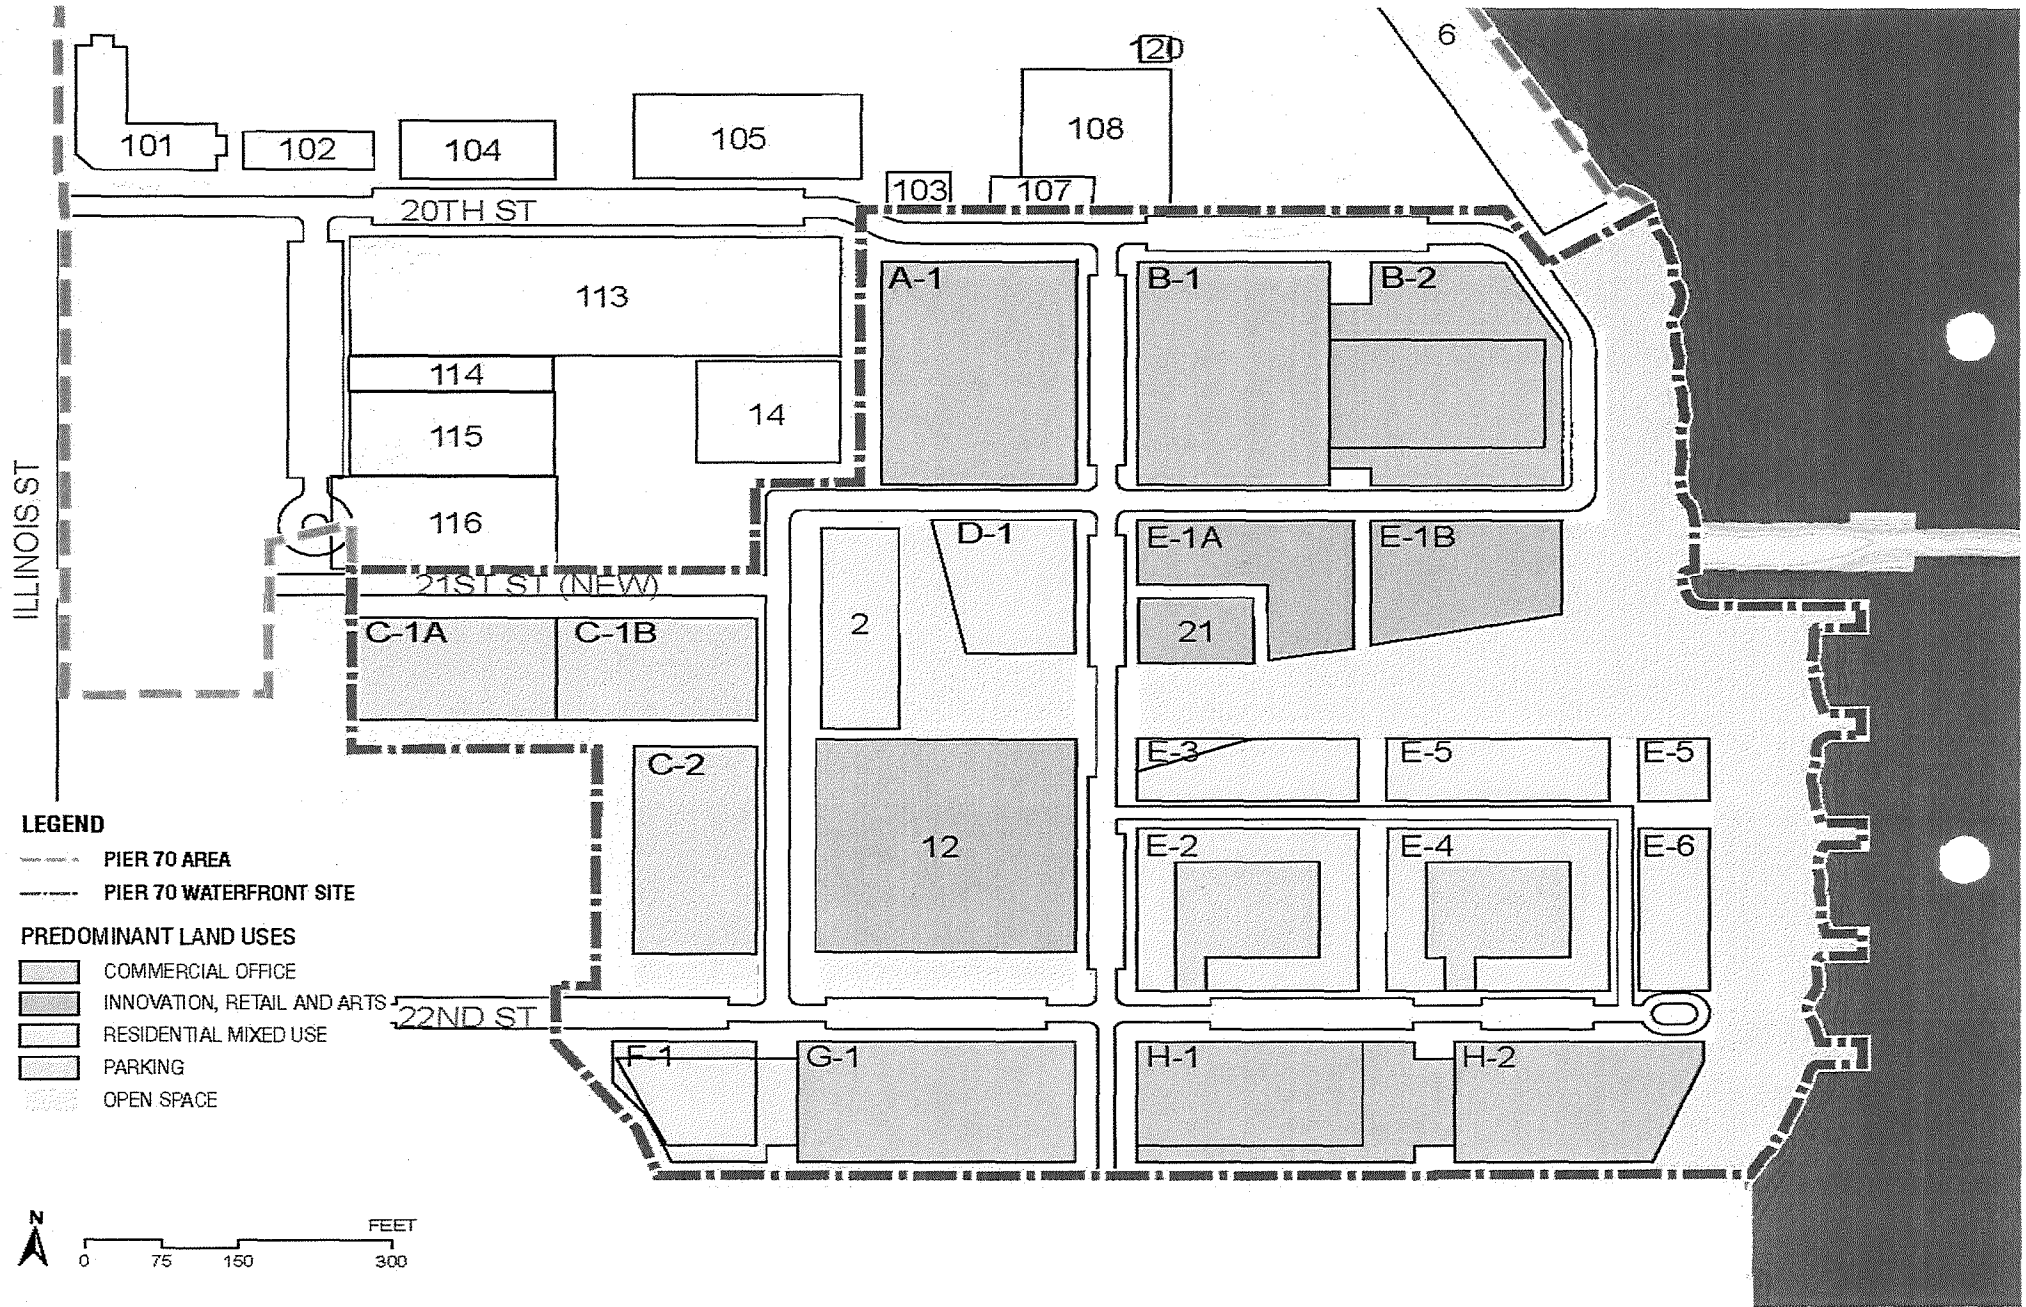 6
120
108
105
101
102
104
103
107
20TH ST
A-1
B-1
B-2
113
114
14
115
116
ILLINOIS ST
D-1
E-1A
E-1B
21ST ST (NEW)
2
21
C-1A
C-1B
E-3
E-5
E-5
C-2
12
E-2
E-4
E-6
22ND ST
F-1
G-1
H-1
H-2
LEGEND
PIER 70 AREA
PIER 70 WATERFRONT SITE
PREDOMINANT LAND USES
COMMERCIAL OFFICE
INNOVATION, RETAIL AND ARTS
RESIDENTIAL MIXED USE
PARKING
OPEN SPACE
N
FEET
0 75 150 300